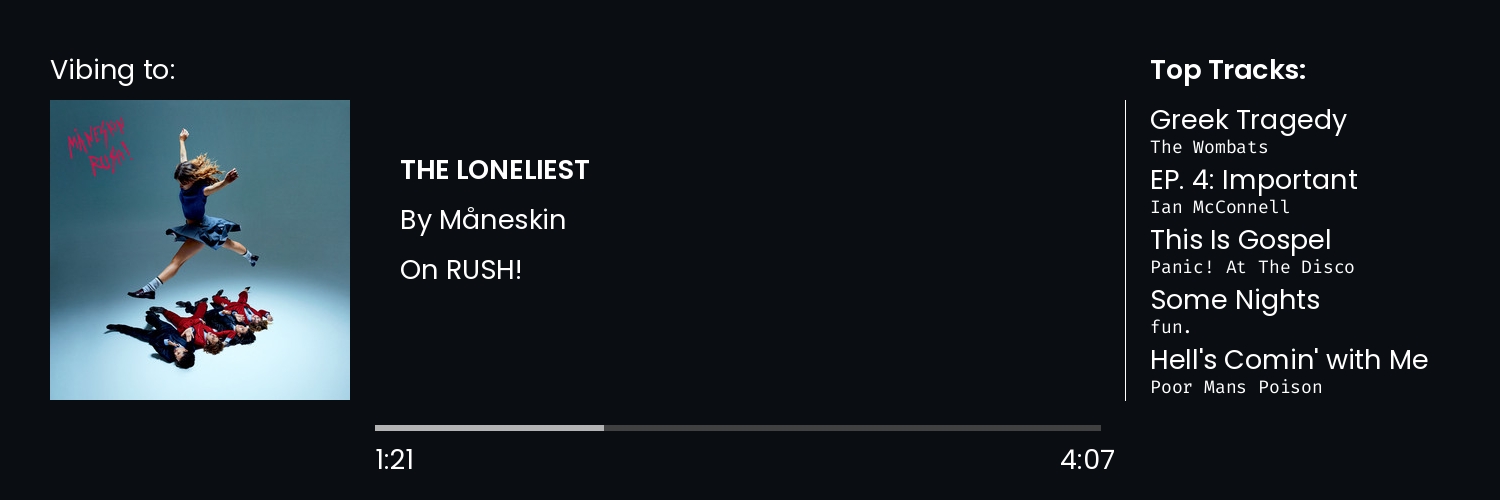 Vibing to:
MÅNESKIN
RUSH!
THE LONELIEST
By Måneskin
On RUSH!
1:21
4:07
Top Tracks:
Greek Tragedy
The Wombats
EP. 4: Important
Ian McConnell
This Is Gospel
Panic! At The Disco
Some Nights
fun.
Hell's Comin' with Me
Poor Mans Poison